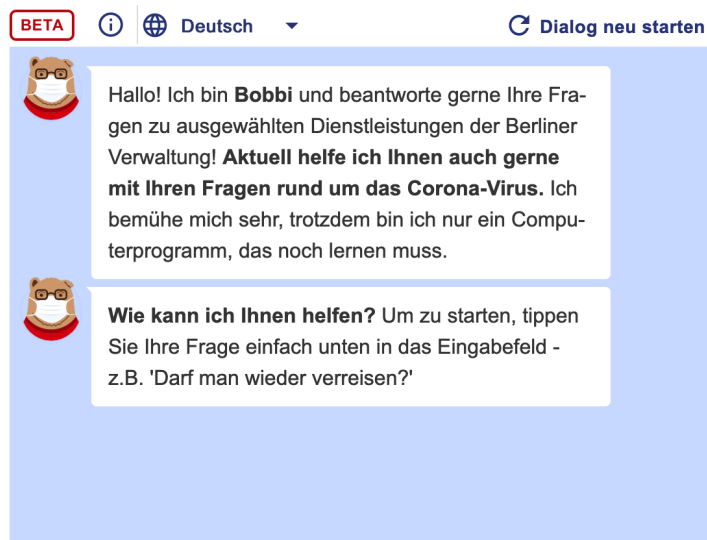 BETA Deutsch Dialog neu starten
Hallo! Ich bin Bobbi und beantworte gerne Ihre Fra-
gen zu ausgewählten Dienstleistungen der Berliner
Verwaltung! Aktuell helfe ich Ihnen auch gerne
mit Ihren Fragen rund um das Corona-Virus. Ich
bemühe mich sehr, trotzdem bin ich nur ein Compu-
terprogramm, das noch lernen muss.
Wie kann ich Ihnen helfen? Um zu starten, tippen
Sie Ihre Frage einfach unten in das Eingabefeld -
z.B. 'Darf man wieder verreisen?'